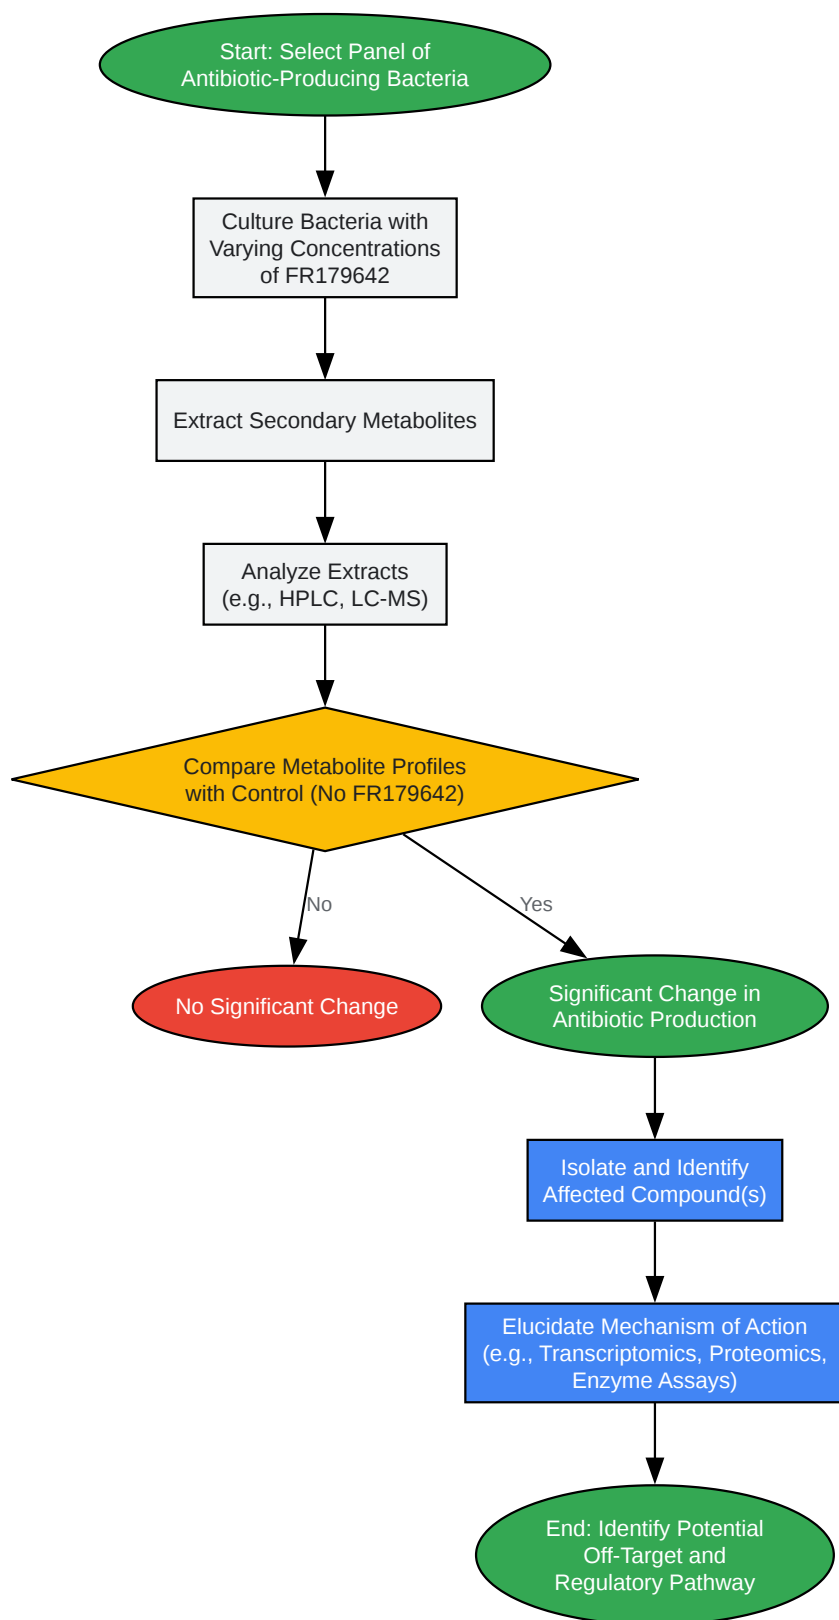 Start: Select Panel of
Antibiotic-Producing Bacteria
Culture Bacteria with
Varying Concentrations
of FR179642
Extract Secondary Metabolites
Analyze Extracts
(e.g., HPLC, LC-MS)
Compare Metabolite Profiles
with Control (No FR179642)
No
Yes
No Significant Change
Significant Change in
Antibiotic Production
Isolate and Identify
Affected Compound(s)
Elucidate Mechanism of Action
(e.g., Transcriptomics, Proteomics,
Enzyme Assays)
End: Identify Potential
Off-Target and
Regulatory Pathway